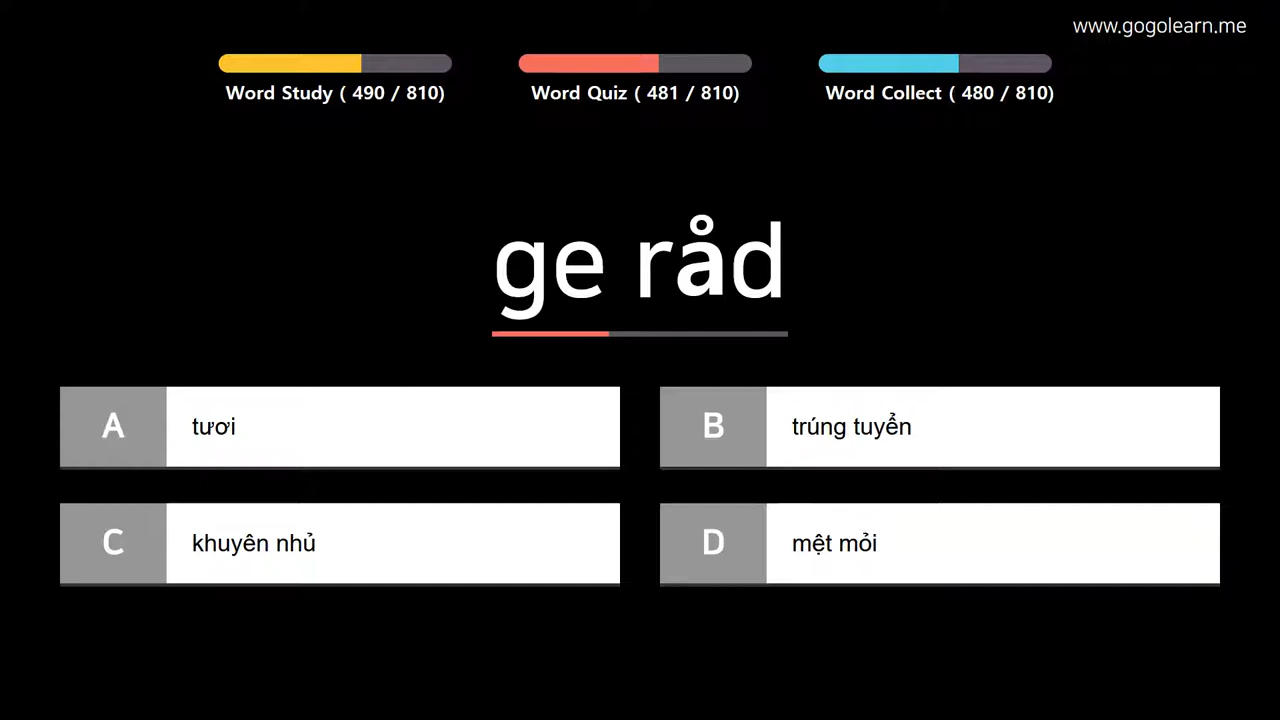 www.gogolearn.me
Word Study ( 490 / 810)
Word Quiz ( 481 / 810)
Word Collect ( 480 / 810)
ge råd
A tươi
B trúng tuyển
C khuyên nhủ
D mệt mỏi